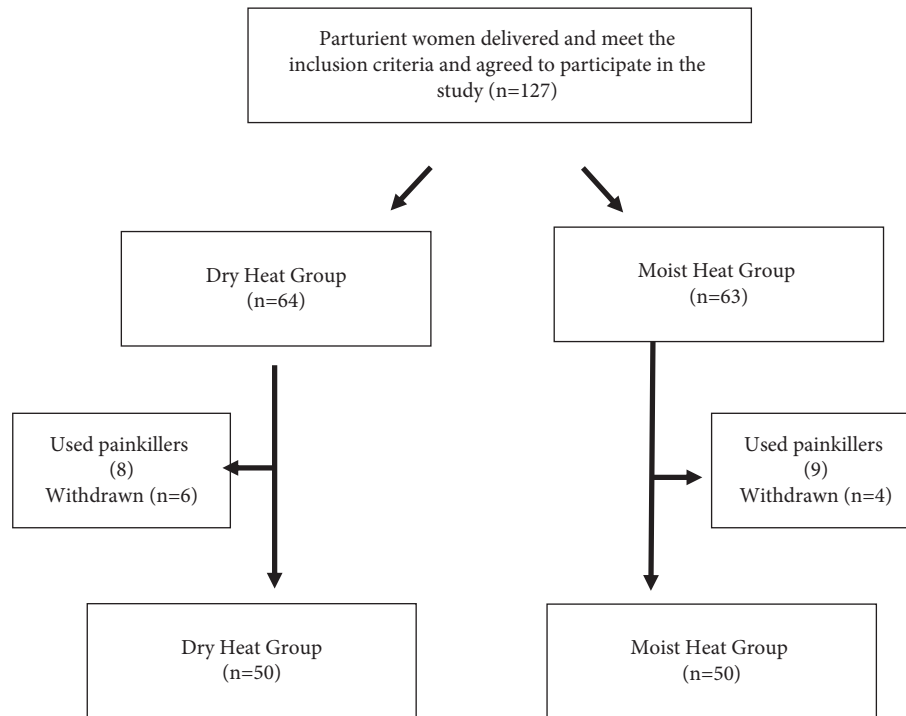 Parturient women delivered and meet the
inclusion criteria and agreed to participate in the
study (n=127)
Dry Heat Group
(n=64)
Moist Heat Group
(n=63)
Used painkillers
(8)
Withdrawn (n=6)
Used painkillers
(9)
Withdrawn (n=4)
Dry Heat Group
(n=50)
Moist Heat Group
(n=50)